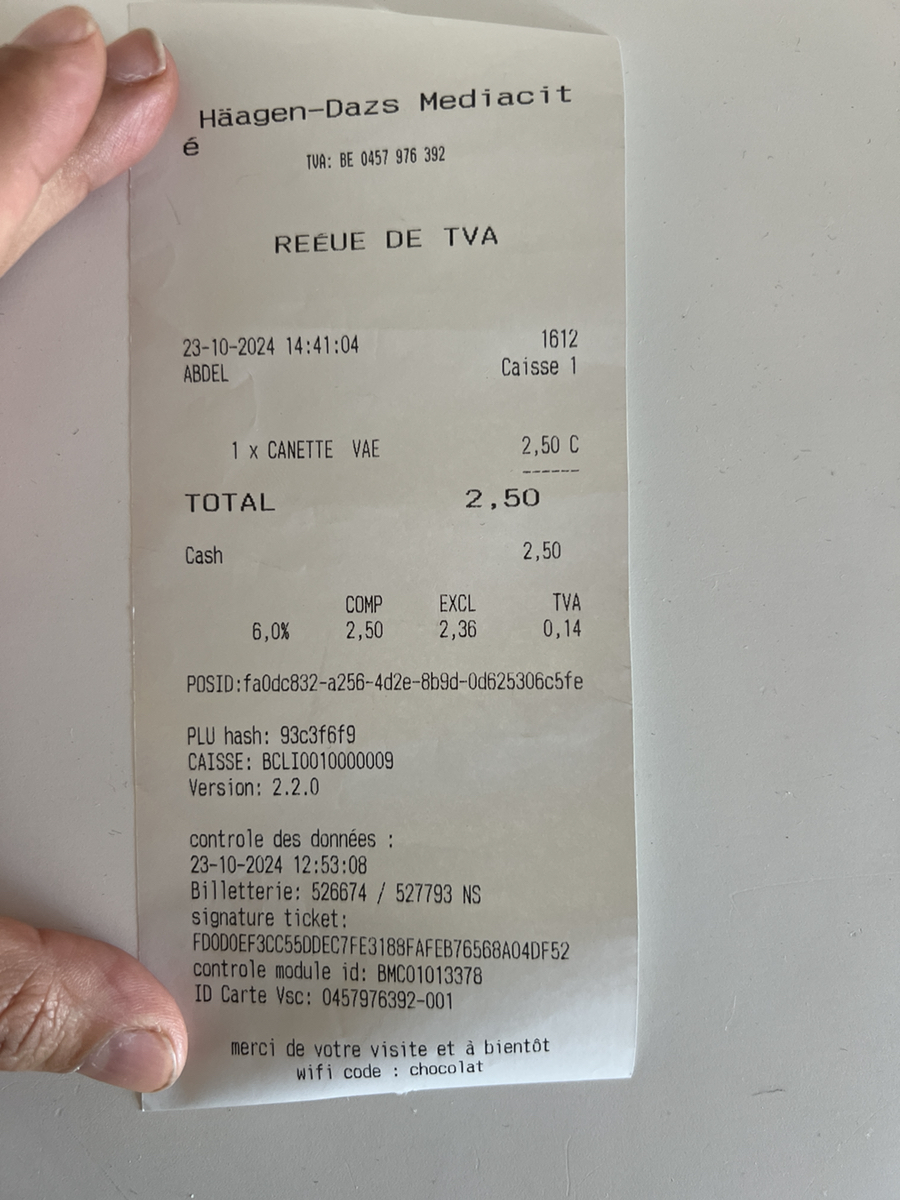 Häagen-Dazs Mediacit
é
TVA: BE 0457 976 392
REÉUE DE TVA
23-10-2024 14:41:04 1612
ABDEL Caisse 1
1 x CANETTE VAE 2,50 C
------
TOTAL 2,50
Cash 2,50
COMP EXCL TVA
6,0% 2,50 2,36 0,14
POSID:fa0dc832-a256-4d2e-8b9d-0d625306c5fe
PLU hash: 93c3f6f9
CAISSE: BCLI0010000009
Version: 2.2.0
controle des données :
23-10-2024 12:53:08
Billetterie: 526674 / 527793 NS
signature ticket:
FD0D0EF3CC55DDEC7FE3188FAFEB76568A04DF52
controle module id: BMC01013378
ID Carte Vsc: 0457976392-001
merci de votre visite et à bientôt
wifi code : chocolat